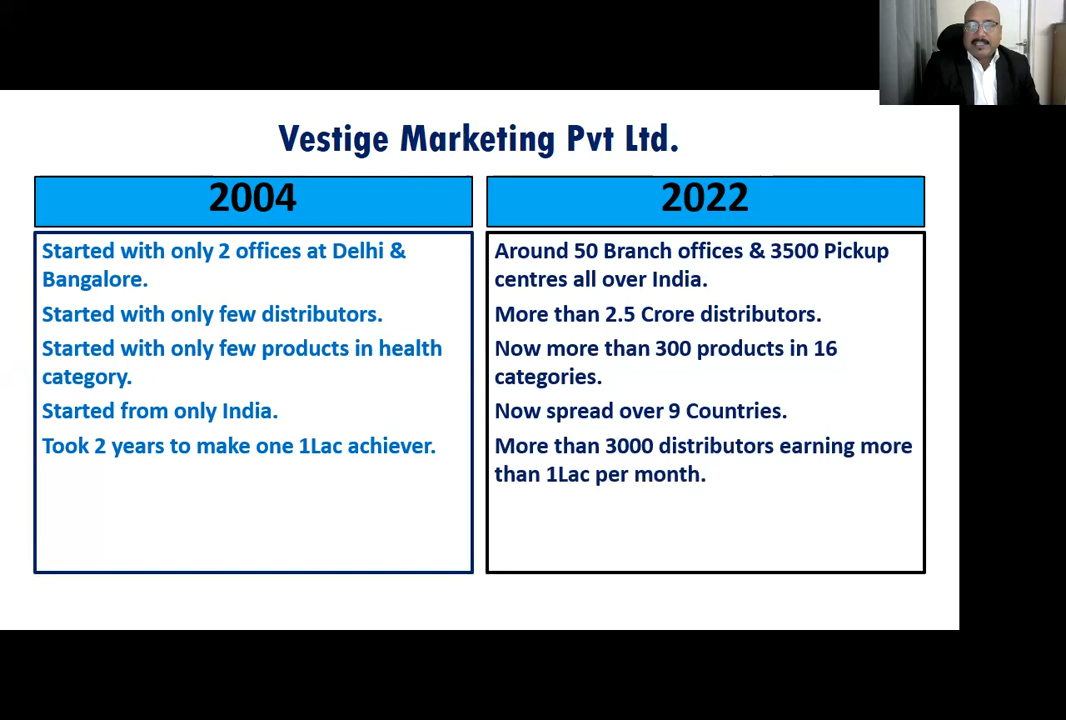 Vestige Marketing Pvt Ltd.
2004
Started with only 2 offices at Delhi &
Bangalore.
Started with only few distributors.
Started with only few products in health
category.
Started from only India.
Took 2 years to make one 1Lac achiever.
2022
Around 50 Branch offices & 3500 Pickup
centres all over India.
More than 2.5 Crore distributors.
Now more than 300 products in 16
categories.
Now spread over 9 Countries.
More than 3000 distributors earning more
than 1Lac per month.